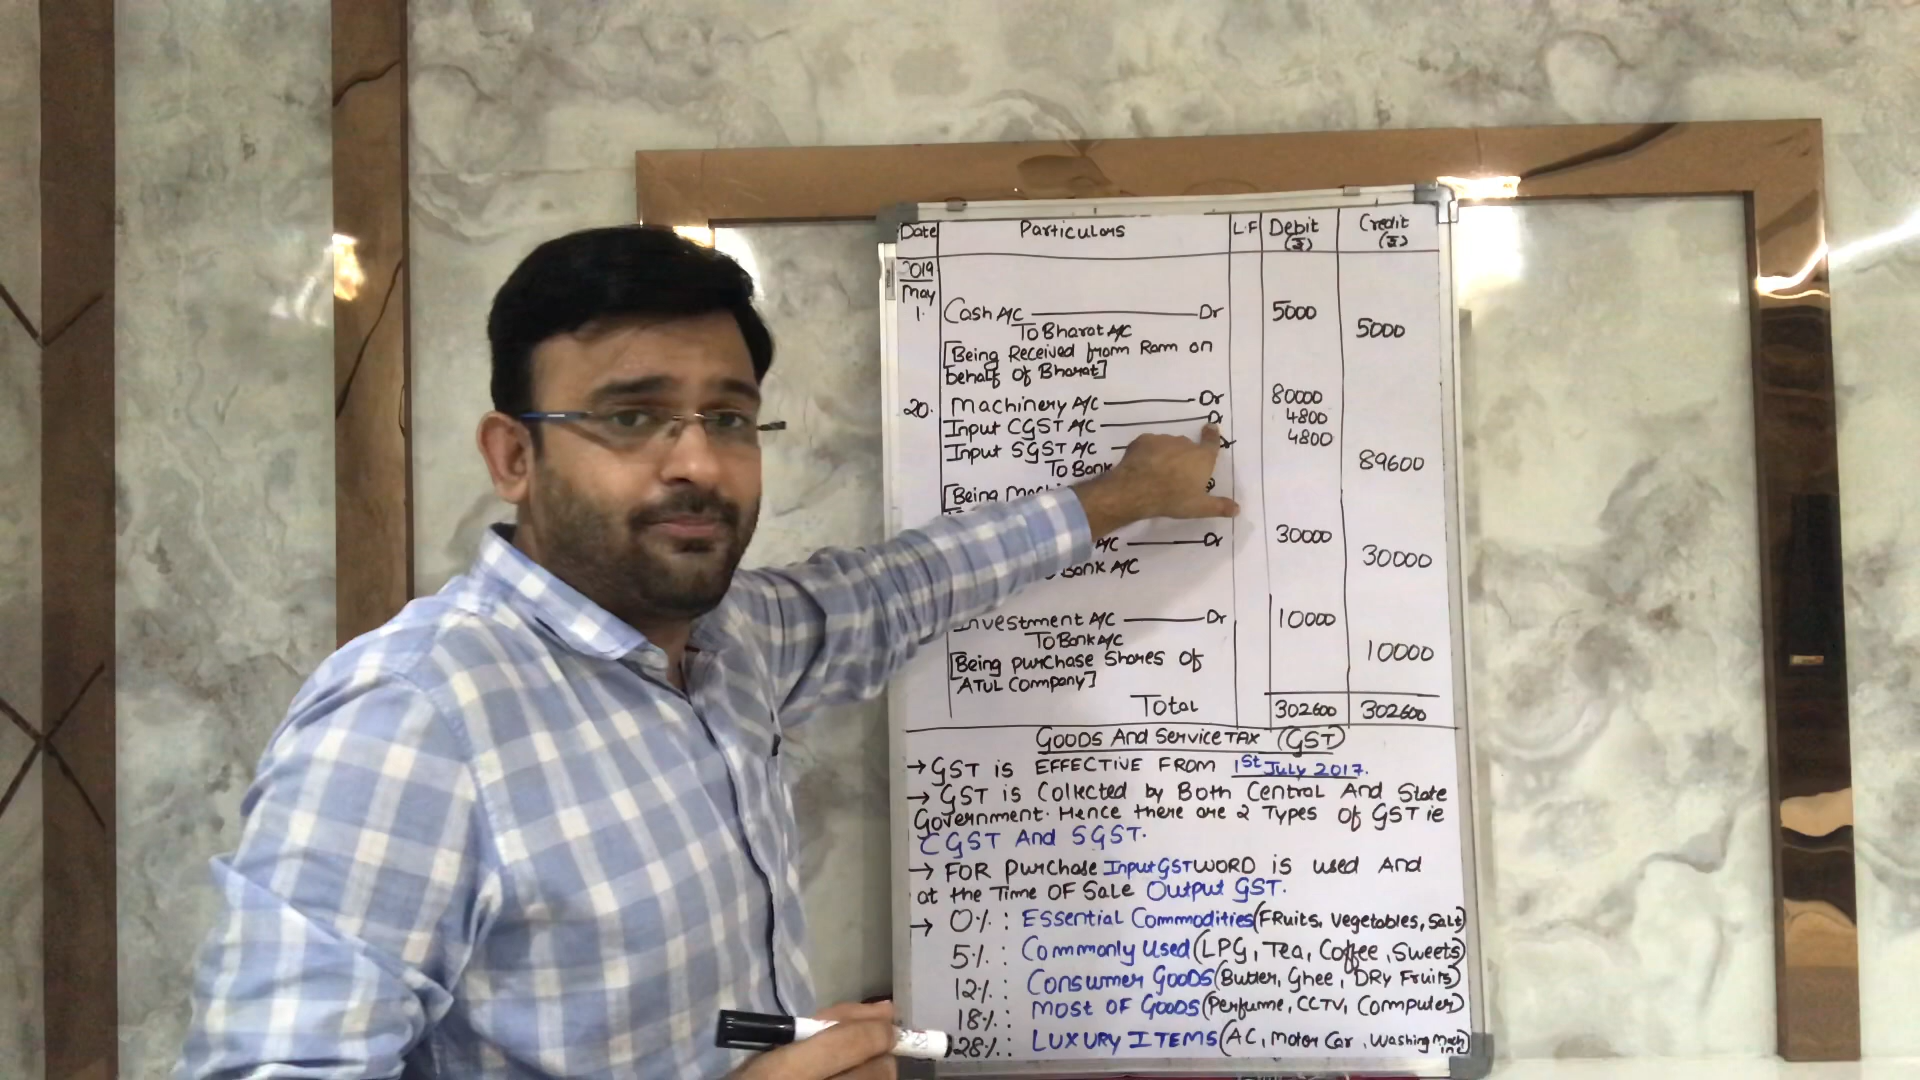 Date Particulars L.F Debit (₹) Credit (₹)
2019
May
1. Cash A/C Dr 5000
To Bharat A/C 5000
[Being Received from Ram on
behalf of Bharat]
20. Machinery A/C Dr 80000
Input CGST A/C Dr 4800
Input SGST A/C Dr 4800
To Bank 89600
[Being
A/C Dr 30000
Bank A/C 30000
Investment A/C Dr 10000
To Bank A/C 10000
[Being purchase Shares of
ATUL Company]
Total 302600 302600
GOODS And Service TAX (GST)
→ GST is EFFECTIVE FROM 1st July 2017.
→ GST is Collected by Both Central And State
Government. Hence there are 2 Types of GST ie
CGST And SGST.
→ FOR purchase Input GST WORD is used And
at the Time OF Sale Output GST.
→ 0%: Essential Commodities (Fruits, Vegetables, Salt)
5%: Commonly Used (LPG, Tea, Coffee, Sweets)
12%: Consumer Goods (Butter, Ghee, DRy Fruits)
18%: Most OF Goods (Perfume, CCTV, Computer)
28%: LUXURY ITEMS (AC, Motor Car, Washing Machine)